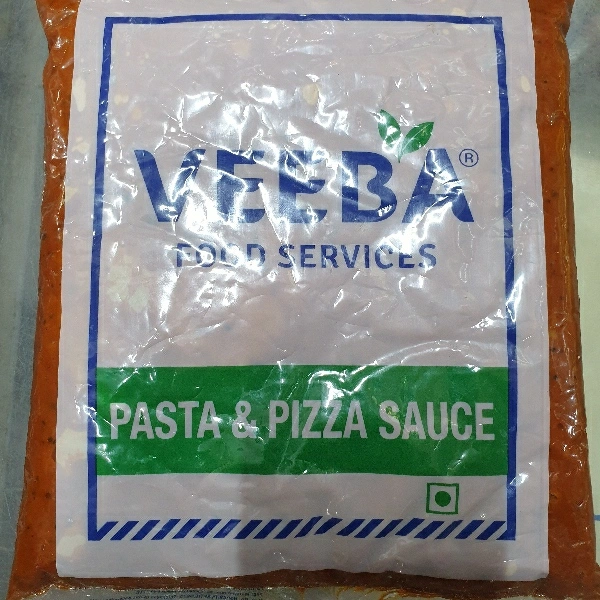 VEEBA®
FOOD SERVICES
PASTA & PIZZA SAUCE